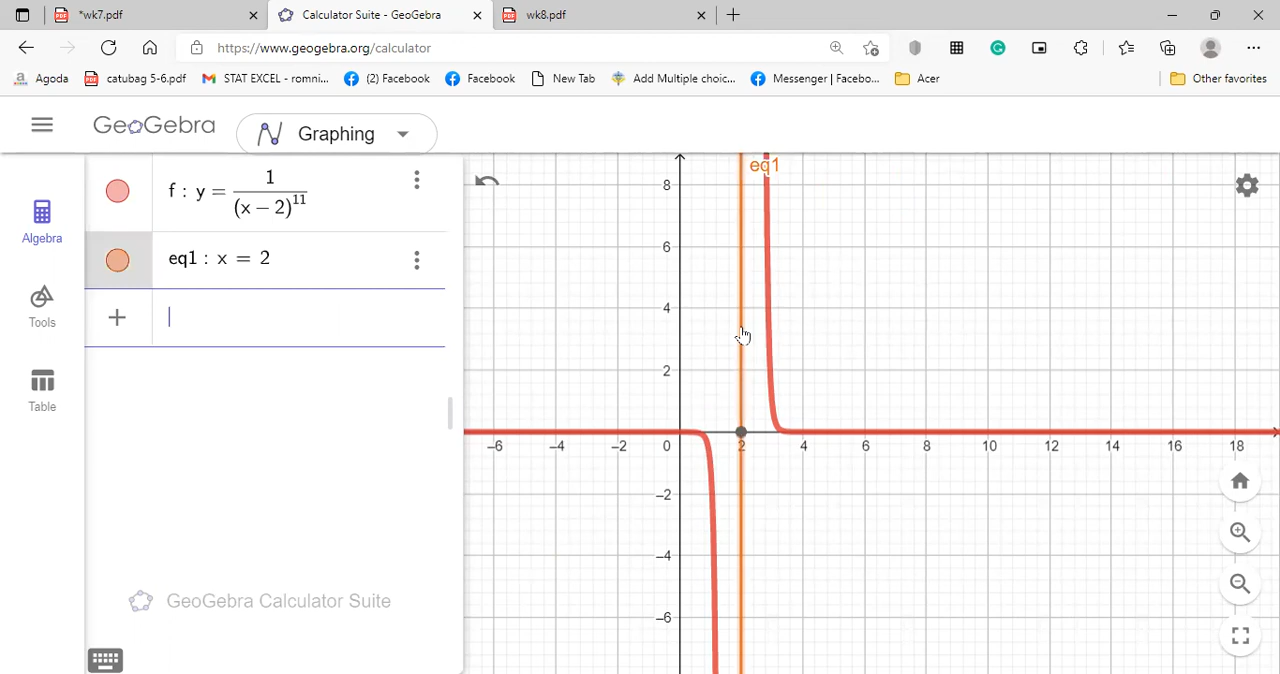 *wk7.pdf
Calculator Suite - GeoGebra
wk8.pdf
https://www.geogebra.org/calculator
Agoda
catubag 5-6.pdf
STAT EXCEL - romni...
(2) Facebook
Facebook
New Tab
Add Multiple choic...
Messenger | Facebo...
Acer
Other favorites
GeoGebra
Graphing
f : y = 1/(x − 2)^11
eq1 : x = 2
Algebra
Tools
Table
GeoGebra Calculator Suite
eq1
8
6
4
2
−6 −4 −2 0 2 4 6 8 10 12 14 16 18
−2
−4
−6